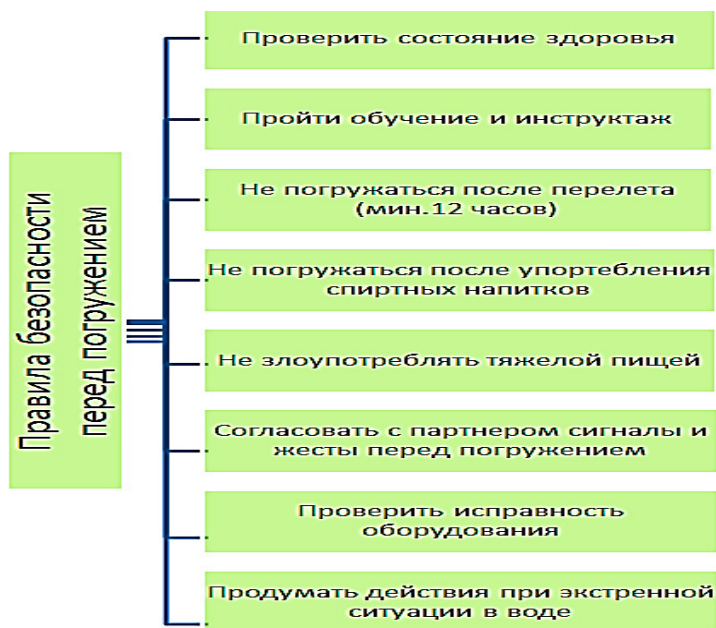 Правила безопасности
перед погружением
Проверить состояние здоровья
Пройти обучение и инструктаж
Не погружаться после перелета
(мин.12 часов)
Не погружаться после упортебления
спиртных напитков
Не злоупотреблять тяжелой пищей
Согласовать с партнером сигналы и
жесты перед погружением
Проверить исправность
оборудования
Продумать действия при экстренной
ситуации в воде